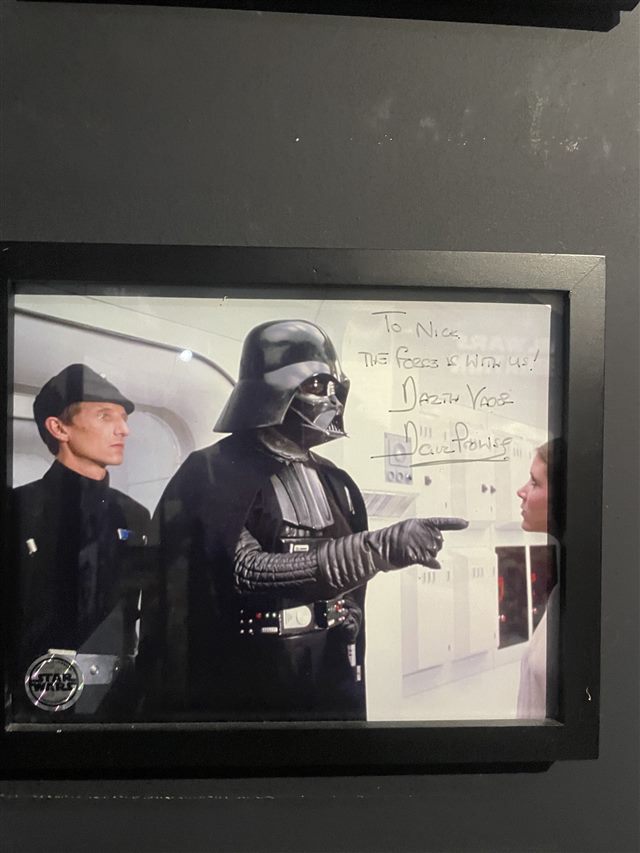 To Nick
THE FORCE IS WITH US!
DARTH VADER
Dave Prowse
STAR
WARS